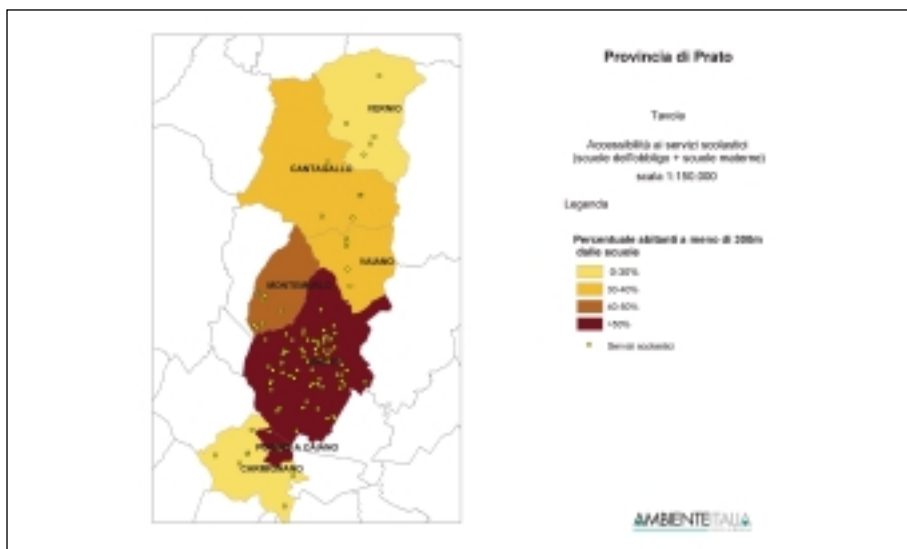 Provincia di Prato
Tavola
Accessibilità ai servizi scolastici
(scuole dell'obbligo + scuole materne)
scala 1:150.000
Legenda
Percentuale abitanti a meno di 300m
dalle scuole
0-30%
30-40%
40-50%
>50%
Servizi scolastici
VERNIO
CANTAGALLO
VAIANO
MONTEMURLO
POGGIO A CAIANO
CARMIGNANO
AMBIENTEITALIA